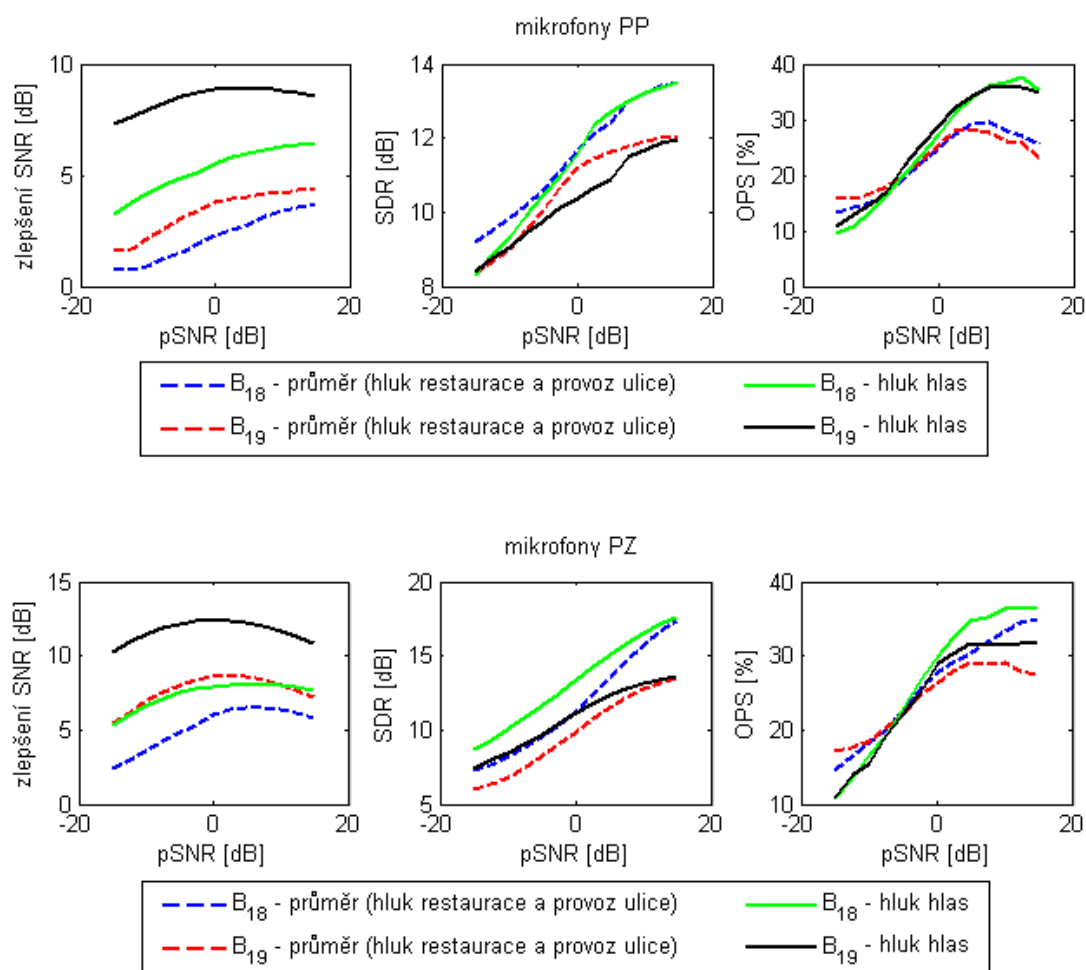 mikrofony PP
zlepšení SNR [dB]
10
5
0
-20
0
20
pSNR [dB]
SDR [dB]
14
12
10
8
-20
0
20
pSNR [dB]
OPS [%]
40
30
20
10
0
-20
0
20
pSNR [dB]
B18 - průměr (hluk restaurace a provoz ulice)
B18 - hluk hlas
B19 - průměr (hluk restaurace a provoz ulice)
B19 - hluk hlas
mikrofony PZ
zlepšení SNR [dB]
15
10
5
0
-20
0
20
pSNR [dB]
SDR [dB]
20
15
10
5
-20
0
20
pSNR [dB]
OPS [%]
40
30
20
10
-20
0
20
pSNR [dB]
B18 - průměr (hluk restaurace a provoz ulice)
B18 - hluk hlas
B19 - průměr (hluk restaurace a provoz ulice)
B19 - hluk hlas